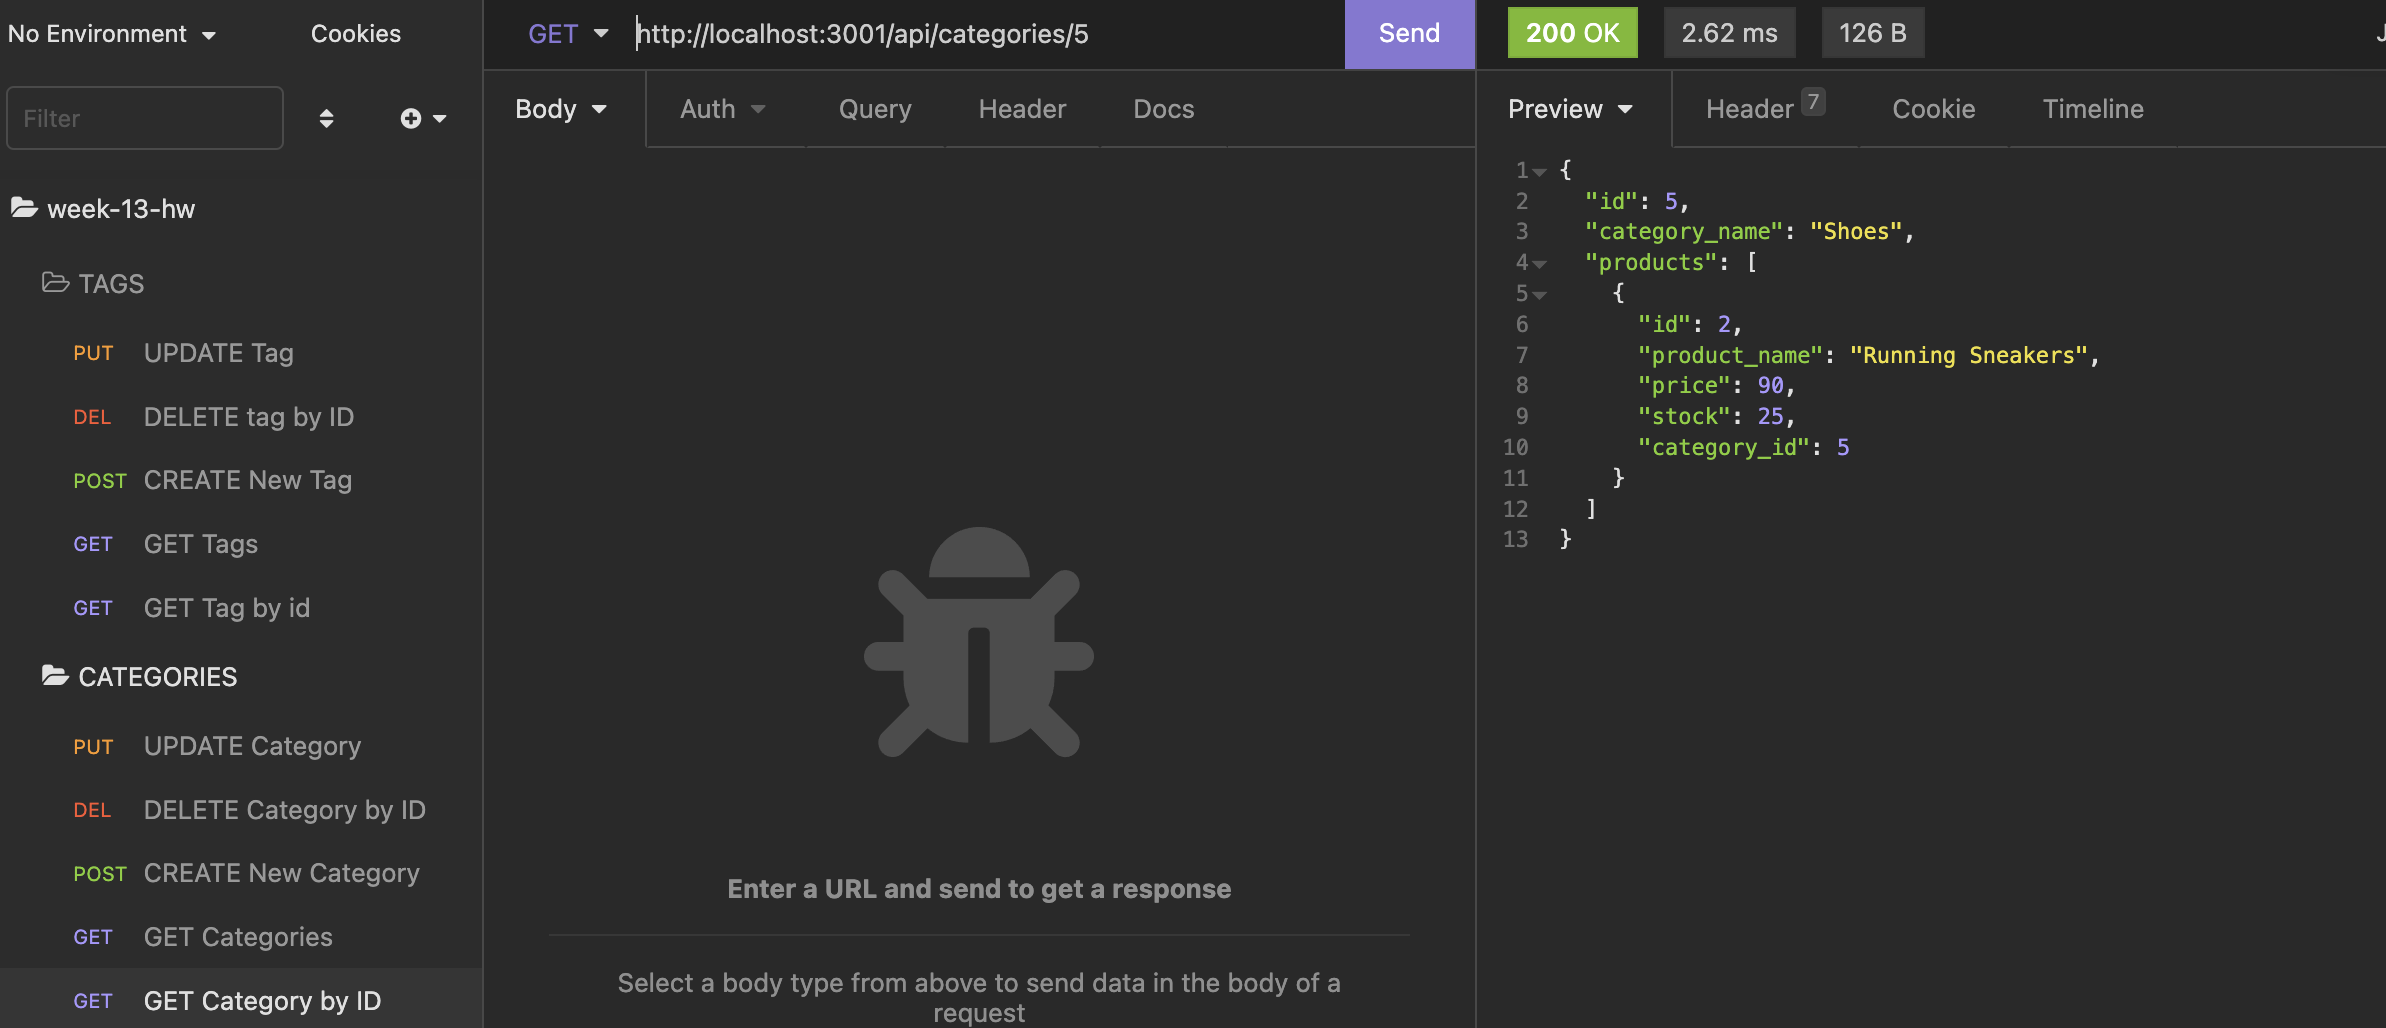 No Environment
Cookies
Filter
week-13-hw
TAGS
PUT UPDATE Tag
DEL DELETE tag by ID
POST CREATE New Tag
GET GET Tags
GET GET Tag by id
CATEGORIES
PUT UPDATE Category
DEL DELETE Category by ID
POST CREATE New Category
GET GET Categories
GET GET Category by ID
GET http://localhost:3001/api/categories/5 Send
Body Auth Query Header Docs
Enter a URL and send to get a response
Select a body type from above to send data in the body of a
request
200 OK 2.62 ms 126 B
Preview Header 7 Cookie Timeline
1 {
2 "id": 5,
3 "category_name": "Shoes",
4 "products": [
5 {
6 "id": 2,
7 "product_name": "Running Sneakers",
8 "price": 90,
9 "stock": 25,
10 "category_id": 5
11 }
12 ]
13 }